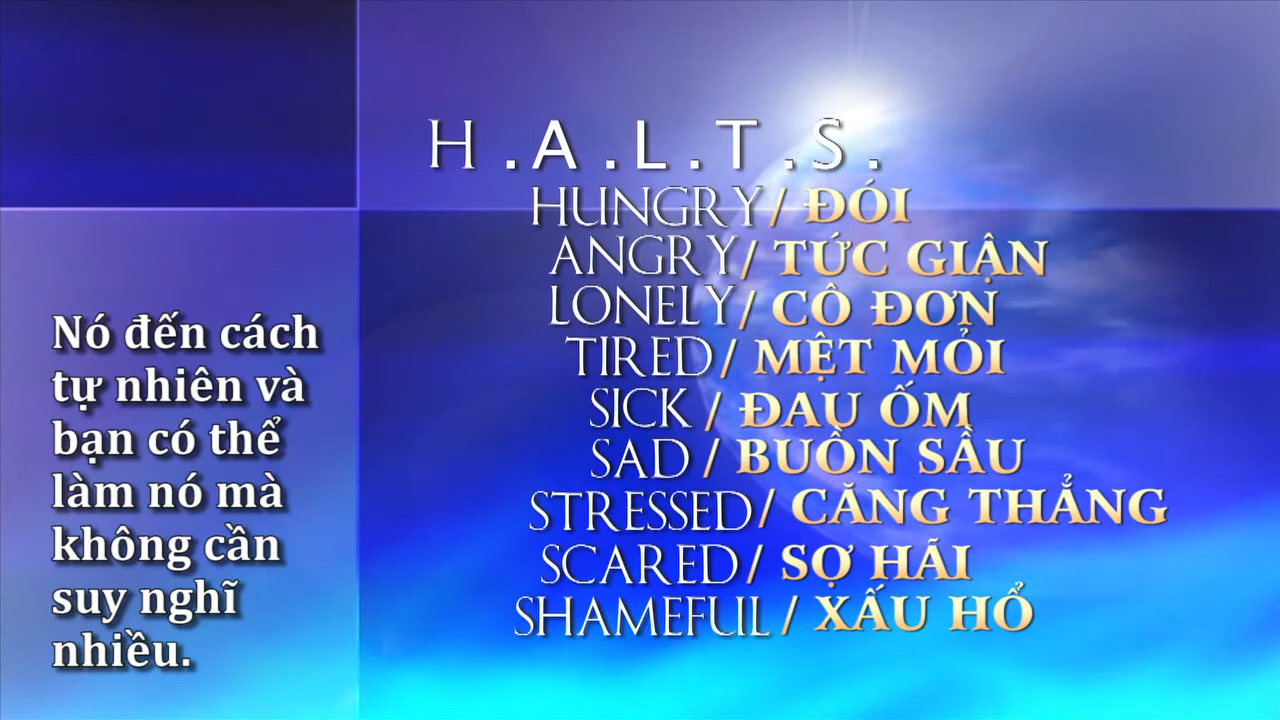 H.A.L.T.S.
HUNGRY / ĐÓI
ANGRY / TỨC GIẬN
LONELY / CÔ ĐƠN
TIRED / MỆT MỎI
SICK / ĐAU ỐM
SAD / BUỒN SẦU
STRESSED / CĂNG THẲNG
SCARED / SỢ HÃI
SHAMEFUL / XẤU HỔ
Nó đến cách
tự nhiên và
bạn có thể
làm nó mà
không cần
suy nghĩ
nhiều.